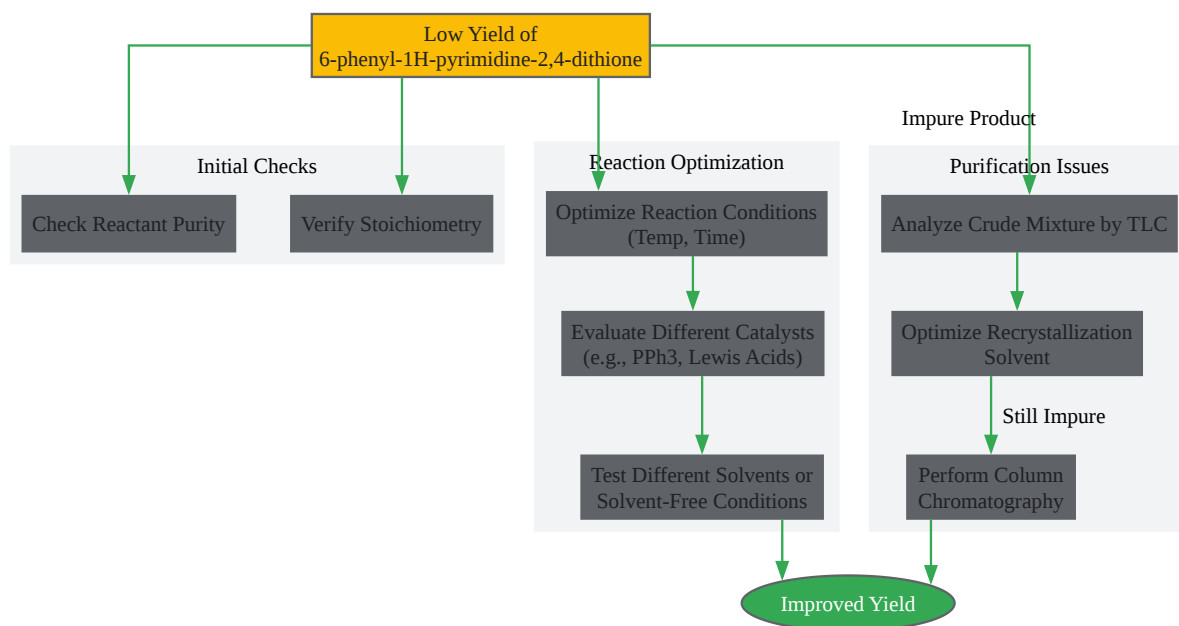 Low Yield of
6-phenyl-1H-pyrimidine-2,4-dithione
Impure Product
Initial Checks
Check Reactant Purity
Verify Stoichiometry
Reaction Optimization
Optimize Reaction Conditions
(Temp, Time)
Evaluate Different Catalysts
(e.g., PPh3, Lewis Acids)
Test Different Solvents or
Solvent-Free Conditions
Purification Issues
Analyze Crude Mixture by TLC
Optimize Recrystallization
Solvent
Still Impure
Perform Column
Chromatography
Improved Yield